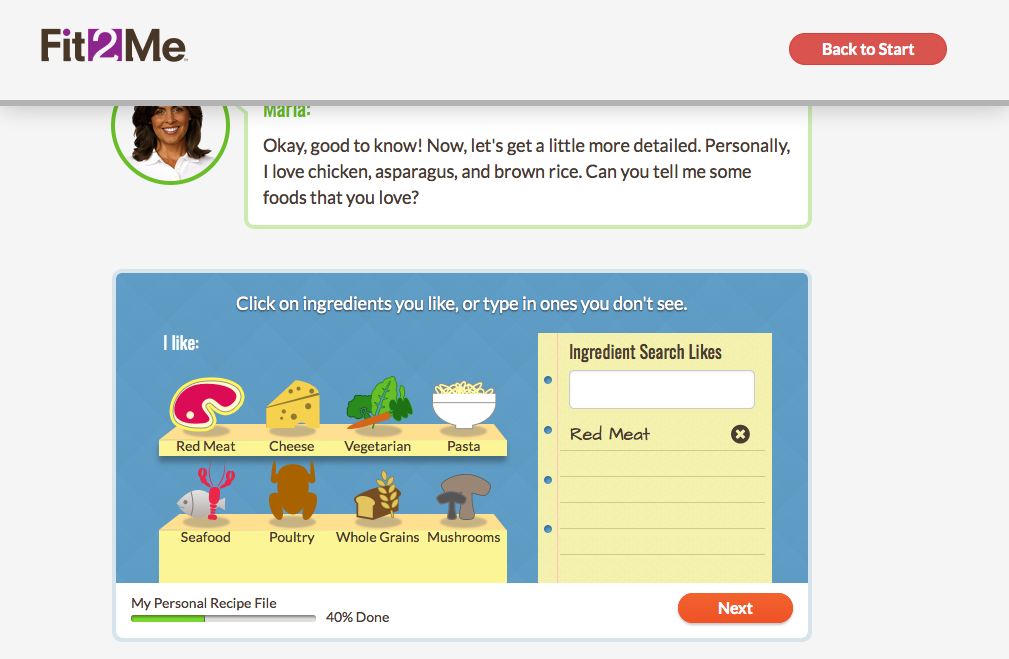 Fit2Me
Back to Start
Maria:
Okay, good to know! Now, let's get a little more detailed. Personally,
I love chicken, asparagus, and brown rice. Can you tell me some
foods that you love?
Click on ingredients you like, or type in ones you don't see.
I like:
Red Meat
Cheese
Vegetarian
Pasta
Seafood
Poultry
Whole Grains
Mushrooms
Ingredient Search Likes
Red Meat
My Personal Recipe File
40% Done
Next